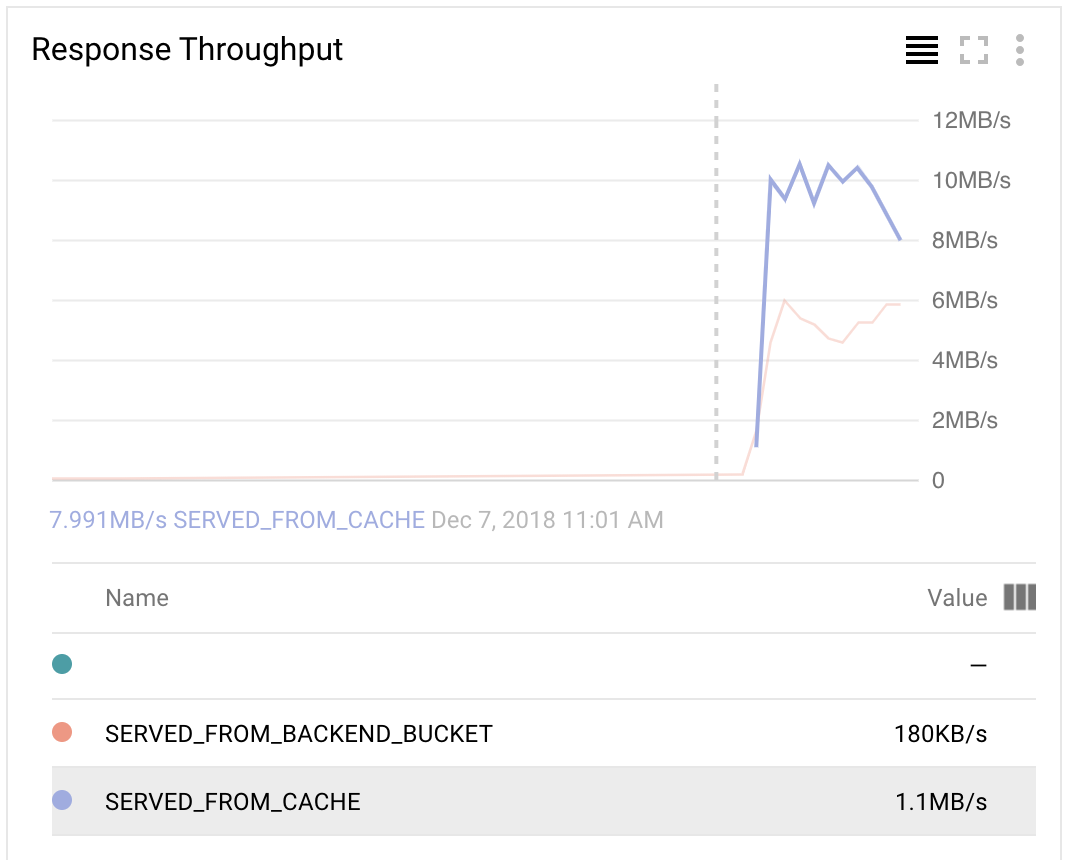 Response Throughput
12MB/s
10MB/s
8MB/s
6MB/s
4MB/s
2MB/s
0
7.991MB/s SERVED_FROM_CACHE Dec 7, 2018 11:01 AM
Name Value
–
SERVED_FROM_BACKEND_BUCKET 180KB/s
SERVED_FROM_CACHE 1.1MB/s